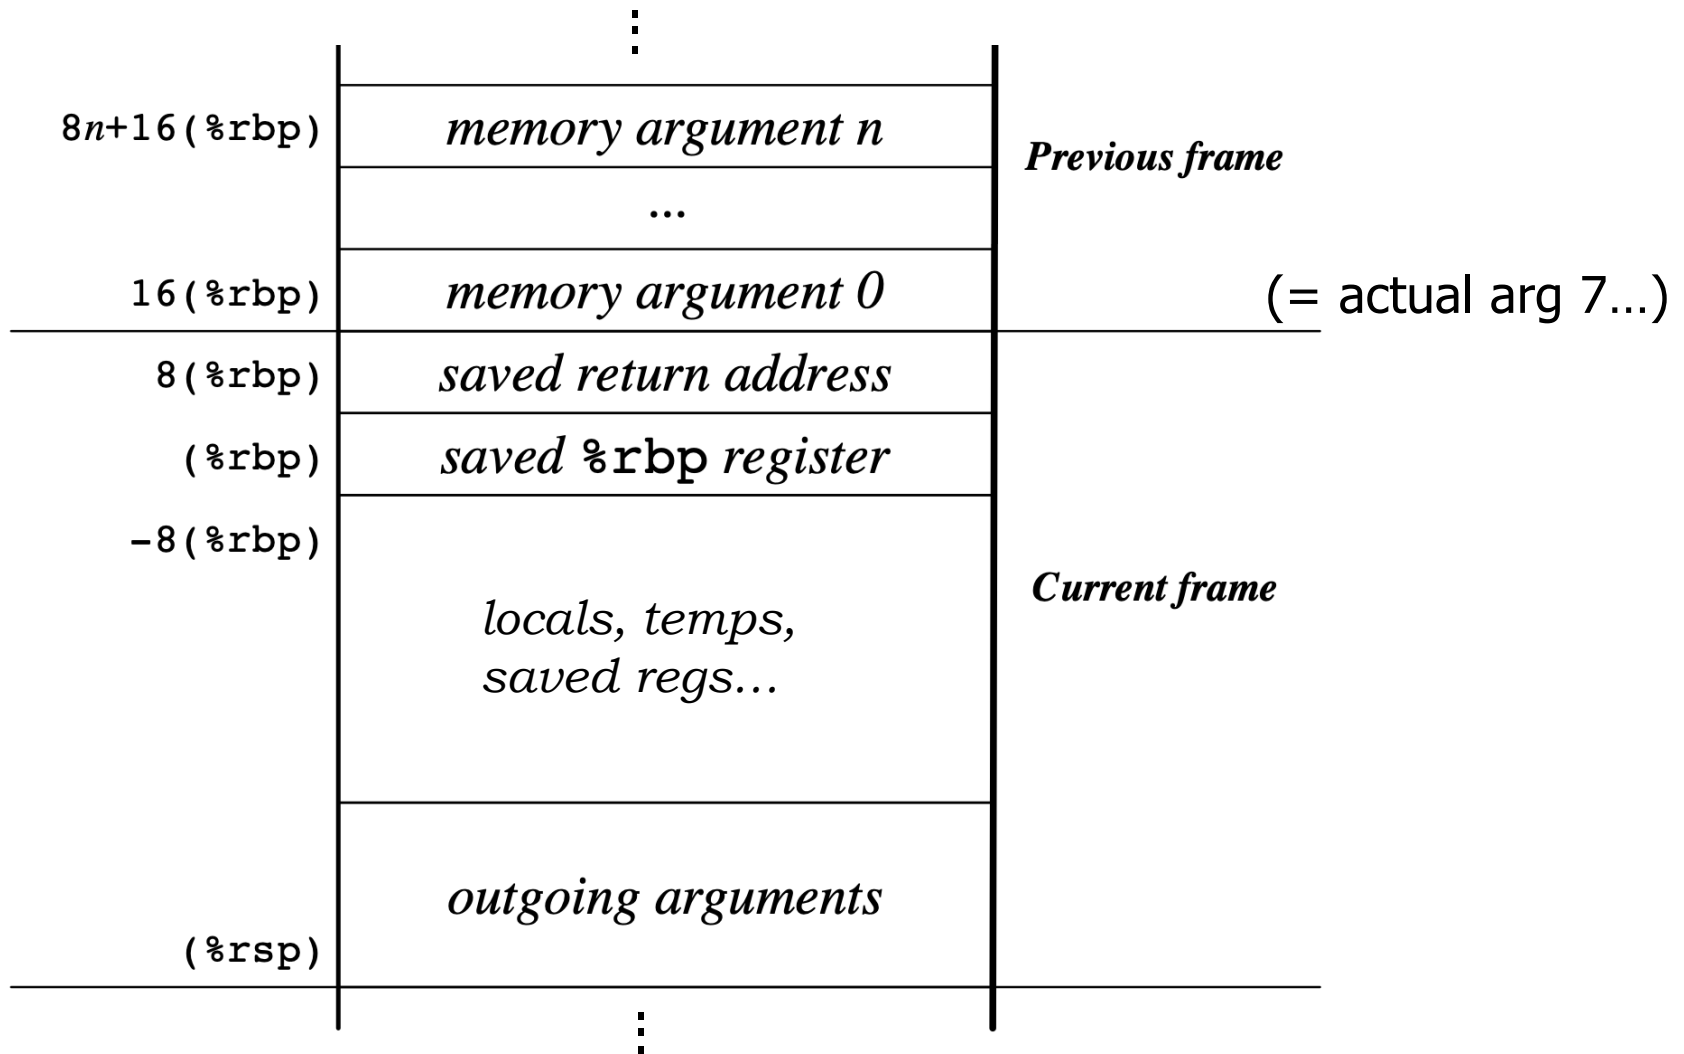 8n+16(%rbp) memory argument n
Previous frame
...
16(%rbp) memory argument 0 (= actual arg 7...)
8(%rbp) saved return address
(%rbp) saved %rbp register
-8(%rbp)
Current frame
locals, temps,
saved regs...
outgoing arguments
(%rsp)